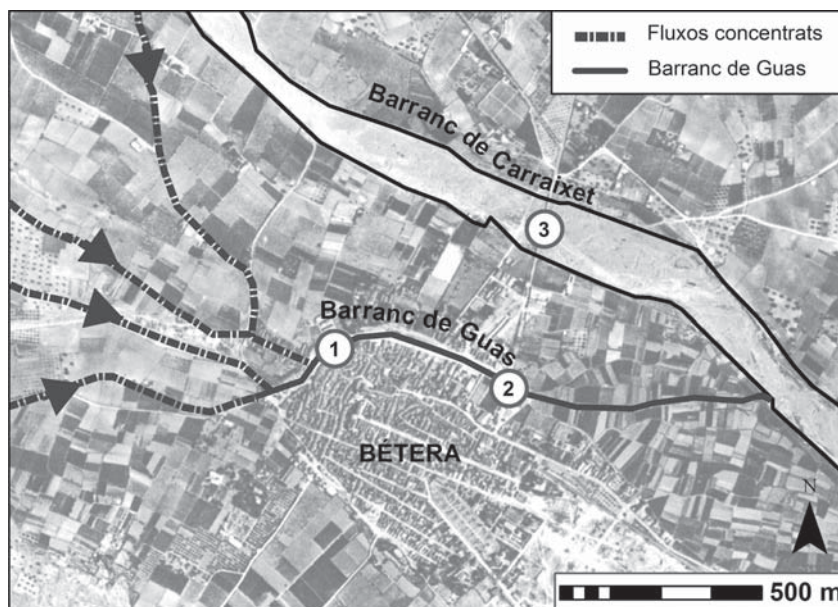 Fluxos concentrats
Barranc de Guas
Barranc de Carraixet
3
Barranc de Guas
1
2
BÉTERA
N
500 m